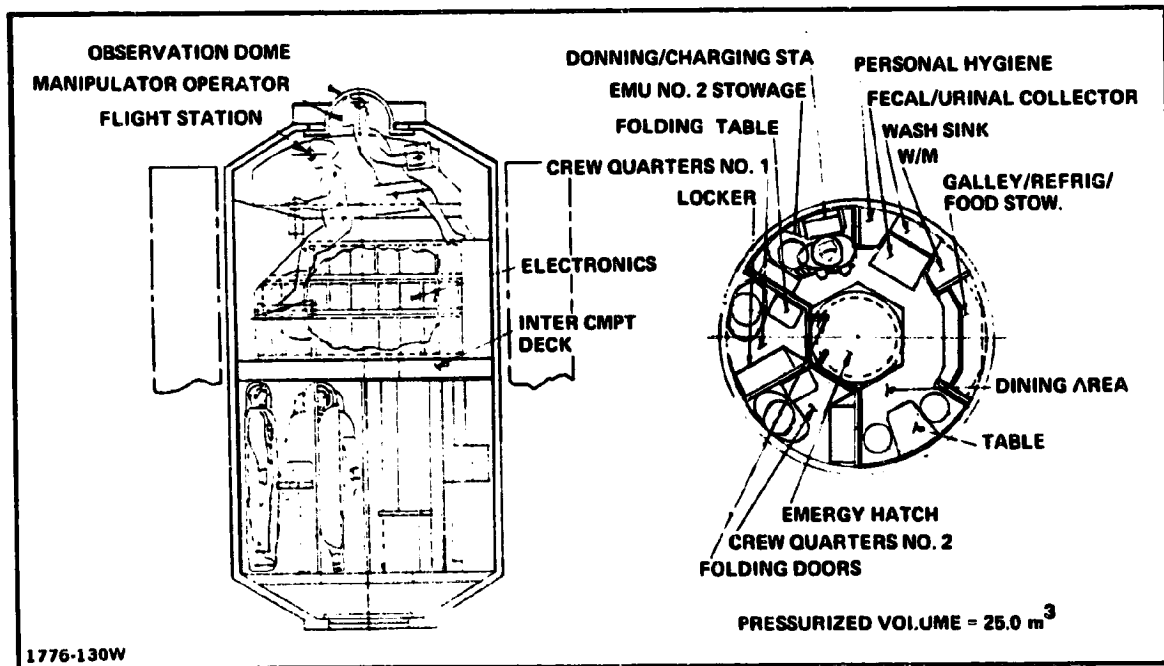 OBSERVATION DOME
MANIPULATOR OPERATOR
FLIGHT STATION
ELECTRONICS
INTER CMPT
DECK
DONNING/CHARGING STA
EMU NO. 2 STOWAGE
FOLDING TABLE
CREW QUARTERS NO. 1
LOCKER
PERSONAL HYGIENE
FECAL/URINAL COLLECTOR
WASH SINK
W/M
GALLEY/REFRIG/
FOOD STOW.
DINING AREA
TABLE
EMERGY HATCH
CREW QUARTERS NO. 2
FOLDING DOORS
PRESSURIZED VOLUME = 25.0 m³
1776-130W